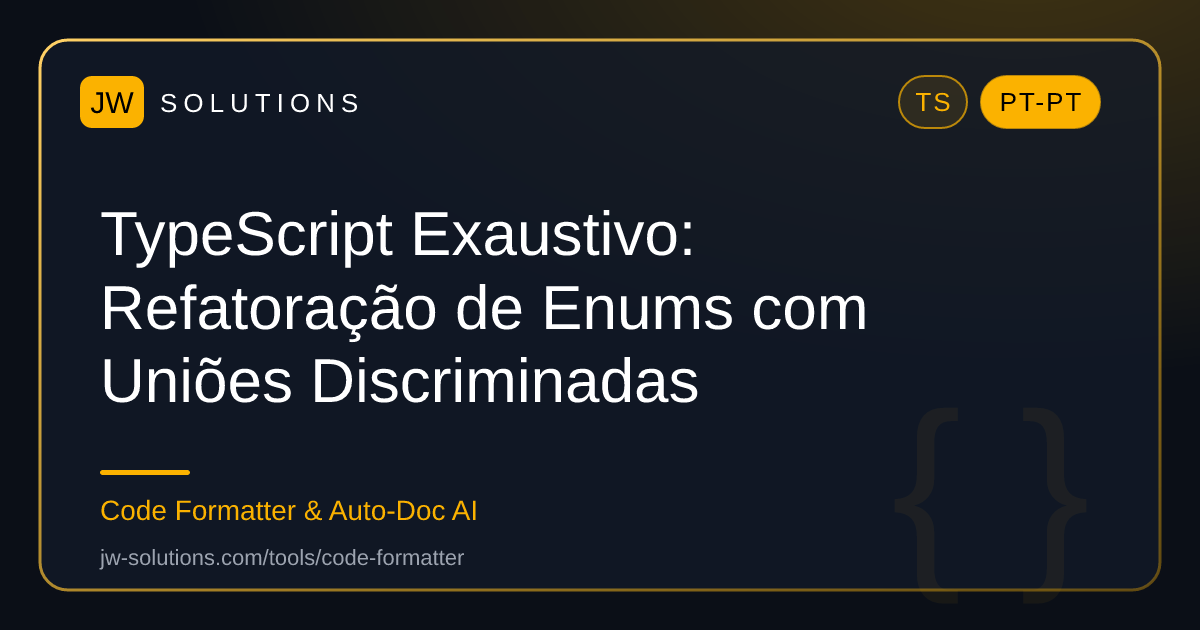 JW SOLUTIONS
TS PT-PT
TypeScript Exaustivo:
Refatoração de Enums com
Uniões Discriminadas
Code Formatter & Auto-Doc AI
jw-solutions.com/tools/code-formatter
{ }